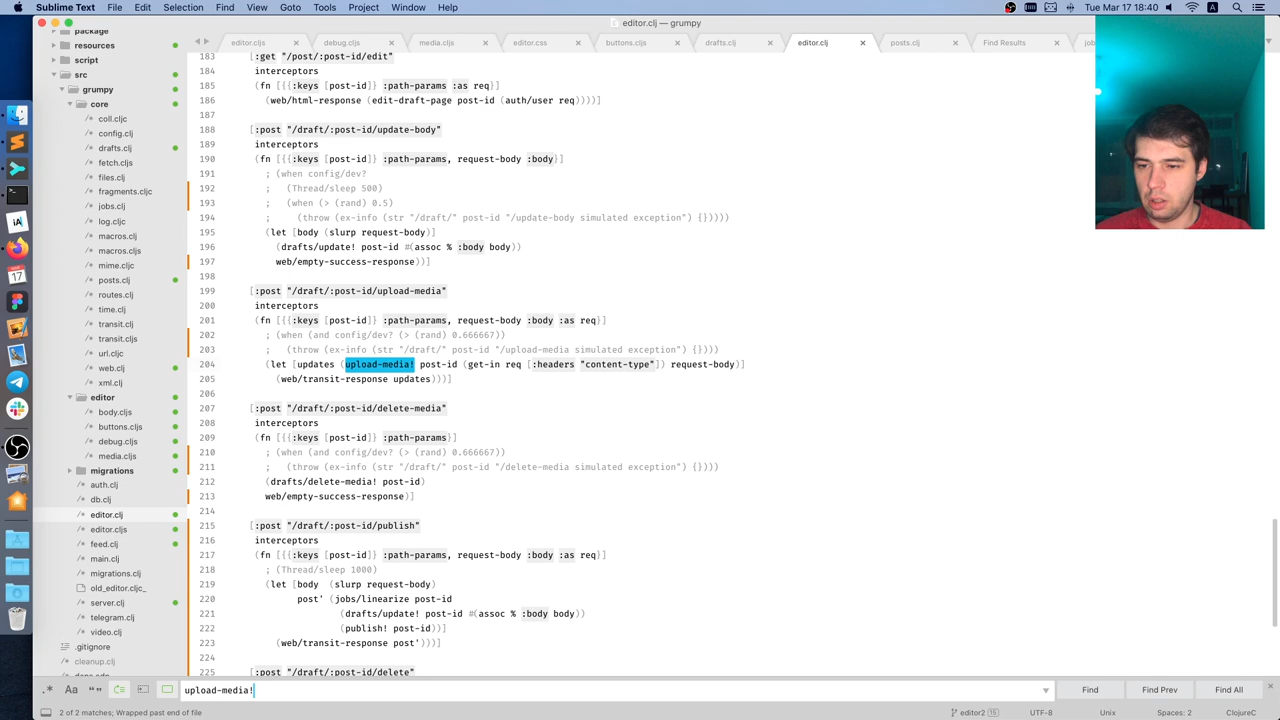 Sublime Text File Edit Selection Find View Goto Tools Project Window Help
Tue 17 Mar 18:40
editor.clj — grumpy
editor.cljs debug.cljs media.cljs editor.css buttons.cljs drafts.clj editor.clj posts.clj Find Results
package
resources
script
src
grumpy
core
coll.cljc
config.clj
drafts.clj
fetch.cljs
files.clj
fragments.cljc
jobs.clj
log.cljc
macros.clj
macros.cljs
mime.cljc
posts.clj
routes.clj
time.clj
transit.clj
transit.cljs
url.cljc
web.clj
xml.clj
editor
body.cljs
buttons.cljs
debug.cljs
media.cljs
migrations
auth.clj
db.clj
editor.clj
editor.cljs
feed.clj
main.clj
migrations.clj
old_editor.cljc_
server.clj
telegram.clj
video.clj
.gitignore
cleanup.clj
183 [:get "/post/:post-id/edit"
184 interceptors
185 (fn [{{:keys [post-id]} :path-params :as req}]
186 (web/html-response (edit-draft-page post-id (auth/user req))))]
187
188 [:post "/draft/:post-id/update-body"
189 interceptors
190 (fn [{{:keys [post-id]} :path-params, request-body :body}]
191 ; (when config/dev?
192 ; (Thread/sleep 500)
193 ; (when (> (rand) 0.5)
194 ; (throw (ex-info (str "/draft/" post-id "/update-body simulated exception") {}))))
195 (let [body (slurp request-body)]
196 (drafts/update! post-id #(assoc % :body body))
197 web/empty-success-response))]
198
199 [:post "/draft/:post-id/upload-media"
200 interceptors
201 (fn [{{:keys [post-id]} :path-params, request-body :body :as req}]
202 ; (when (and config/dev? (> (rand) 0.666667))
203 ; (throw (ex-info (str "/draft/" post-id "/upload-media simulated exception") {})))
204 (let [updates (upload-media! post-id (get-in req [:headers "content-type"]) request-body)]
205 (web/transit-response updates)))]
206
207 [:post "/draft/:post-id/delete-media"
208 interceptors
209 (fn [{{:keys [post-id]} :path-params}]
210 ; (when (and config/dev? (> (rand) 0.666667))
211 ; (throw (ex-info (str "/draft/" post-id "/delete-media simulated exception") {})))
212 (drafts/delete-media! post-id)
213 web/empty-success-response)]
214
215 [:post "/draft/:post-id/publish"
216 interceptors
217 (fn [{{:keys [post-id]} :path-params, request-body :body :as req}]
218 ; (Thread/sleep 1000)
219 (let [body (slurp request-body)
220 post' (jobs/linearize post-id
221 (drafts/update! post-id #(assoc % :body body))
222 (publish! post-id))]
223 (web/transit-response post')))]
224
225 [:post "/draft/:post-id/delete"
upload-media!
Find Find Prev Find All
2 of 2 matches; Wrapped past end of file
editor2 15 UTF-8 Unix Spaces: 2 ClojureC